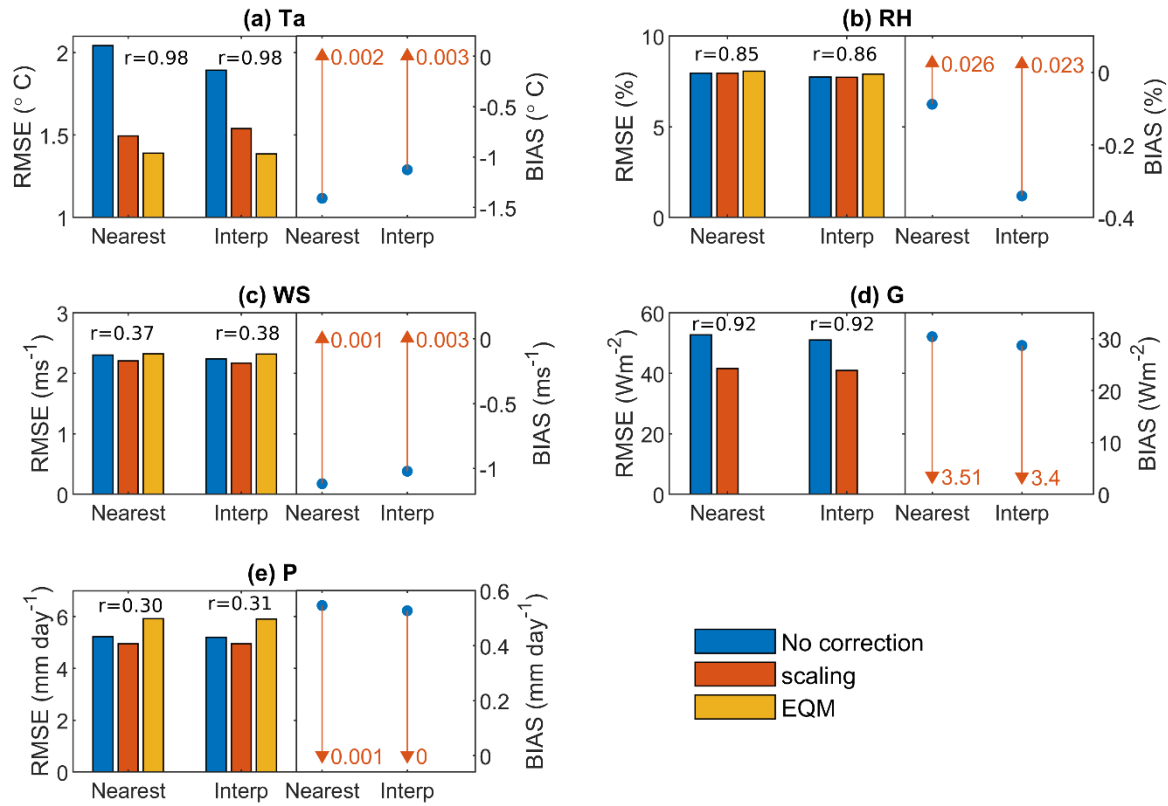 (a) Ta
2
1.5
1
RMSE (° C)
r=0.98
r=0.98
0.002
0.003
0
-0.5
-1
-1.5
BIAS (° C)
Nearest
Interp
Nearest
Interp
(b) RH
10
5
0
RMSE (%)
r=0.85
r=0.86
0.026
0.023
0
-0.2
-0.4
BIAS (%)
Nearest
Interp
Nearest
Interp
(c) WS
3
2
1
0
RMSE (ms⁻¹)
r=0.37
r=0.38
0.001
0.003
0
-0.5
-1
BIAS (ms⁻¹)
Nearest
Interp
Nearest
Interp
(d) G
60
40
20
0
RMSE (Wm⁻²)
r=0.92
r=0.92
3.51
3.4
30
20
10
0
BIAS (Wm⁻²)
Nearest
Interp
Nearest
Interp
(e) P
6
4
2
0
RMSE (mm day⁻¹)
r=0.30
r=0.31
0.001
0
0.6
0.4
0.2
0
BIAS (mm day⁻¹)
Nearest
Interp
Nearest
Interp
No correction
scaling
EQM